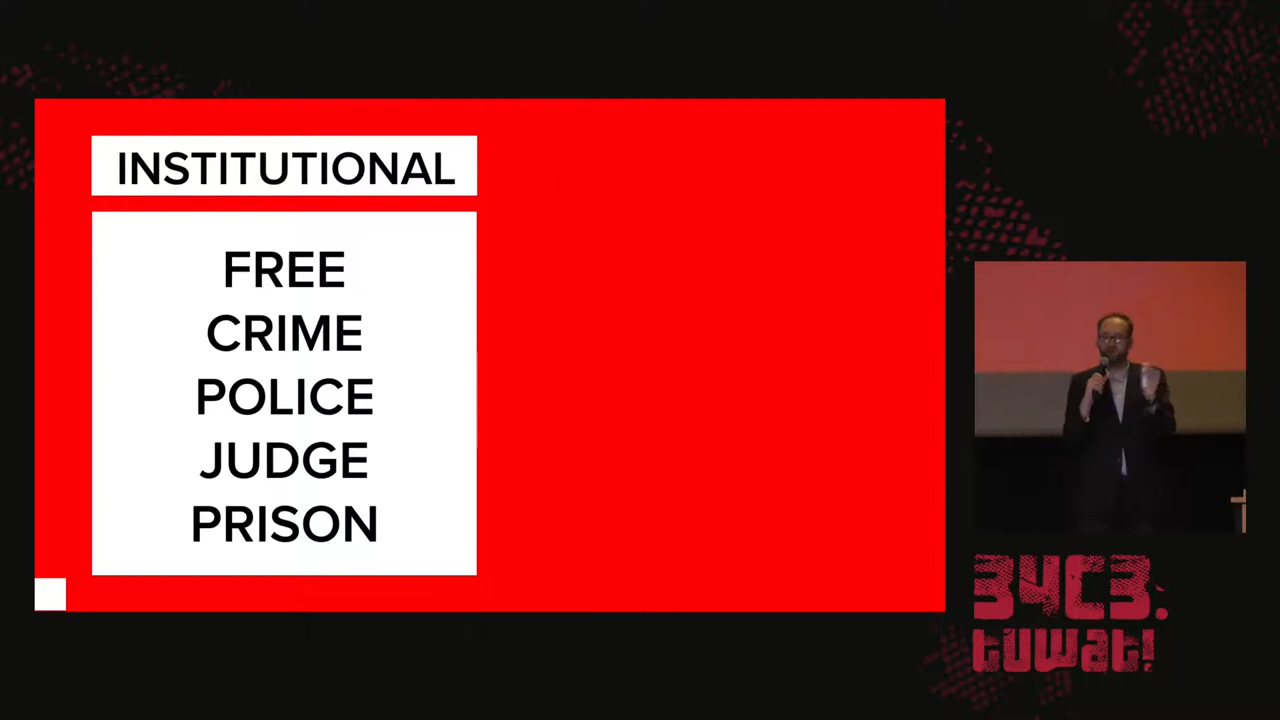 INSTITUTIONAL
FREE
CRIME
POLICE
JUDGE
PRISON
34C3.
tuwat!